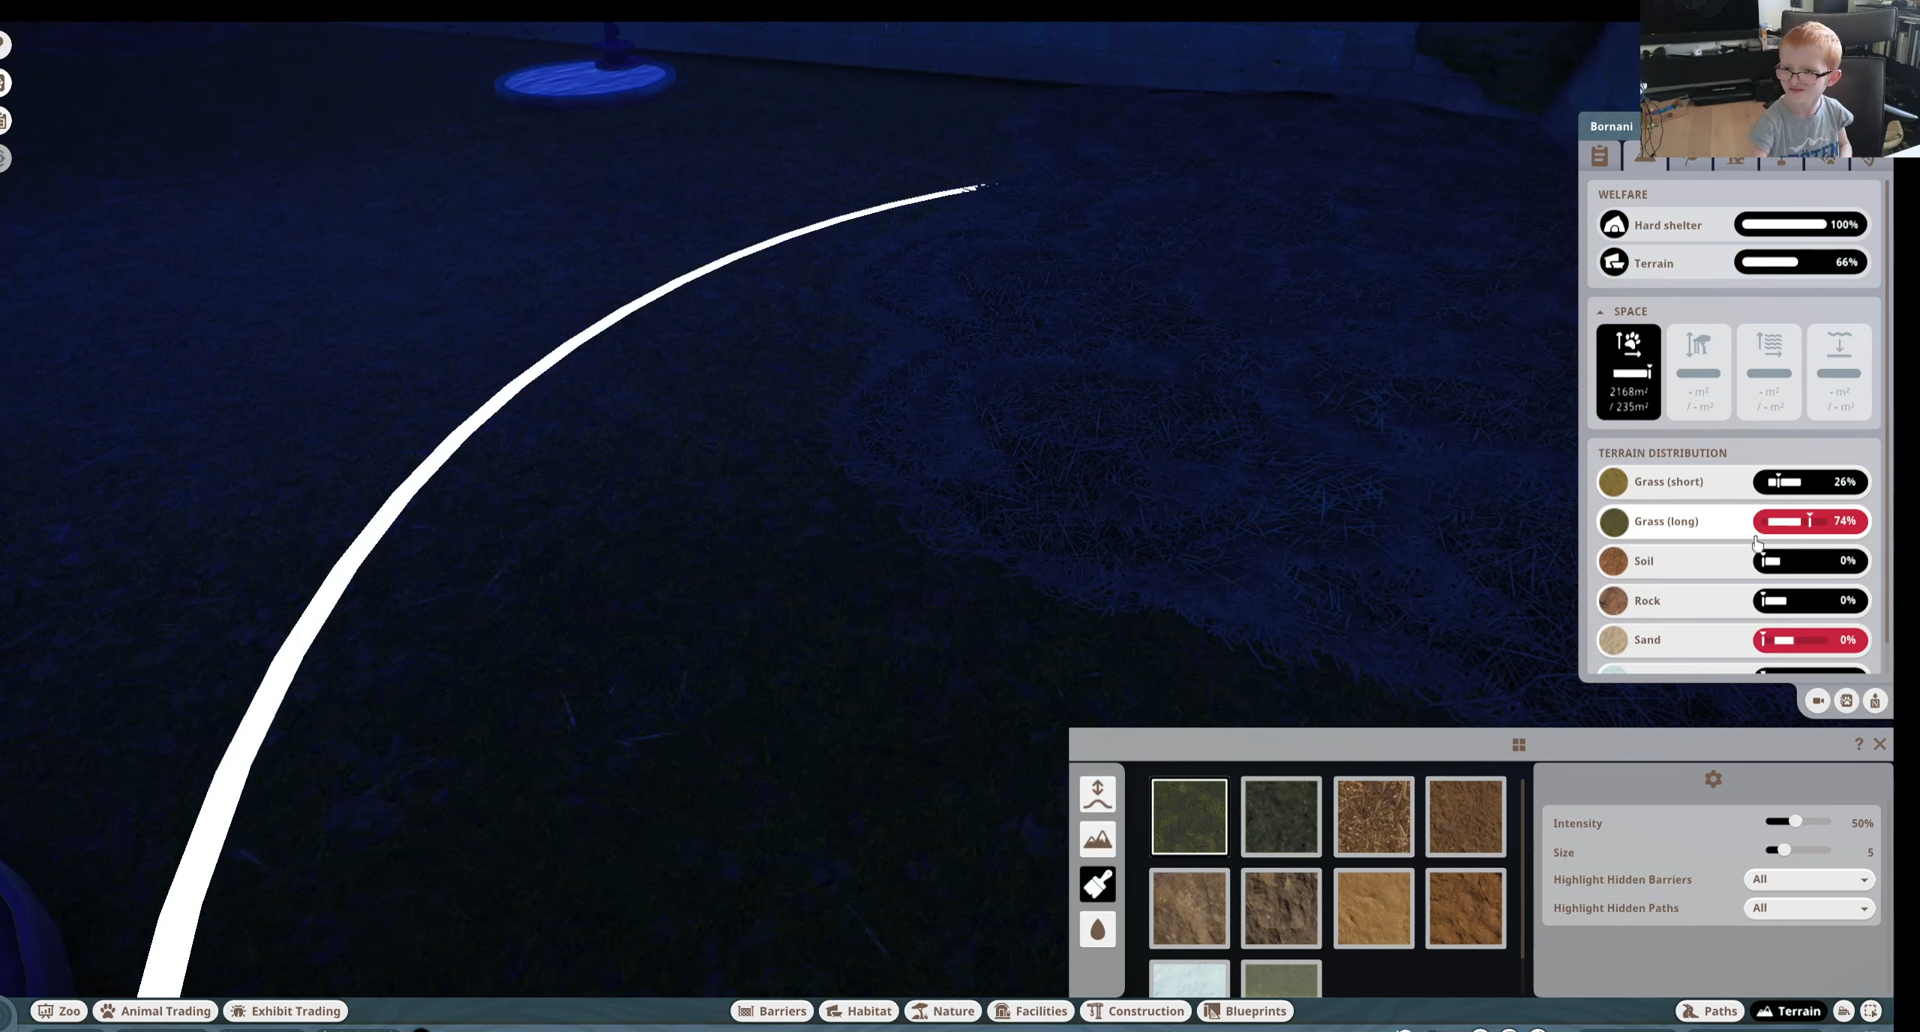 Bornani
WELFARE
Hard shelter 100%
Terrain 66%
SPACE
2168m² - m² - m² - m²
/ 235m² / - m² / - m² / - m²
TERRAIN DISTRIBUTION
Grass (short) 26%
Grass (long) 74%
Soil 0%
Rock 0%
Sand 0%
? ×
Intensity 50%
Size 5
Highlight Hidden Barriers All
Highlight Hidden Paths All
Zoo Animal Trading Exhibit Trading Barriers Habitat Nature Facilities Construction Blueprints Paths Terrain